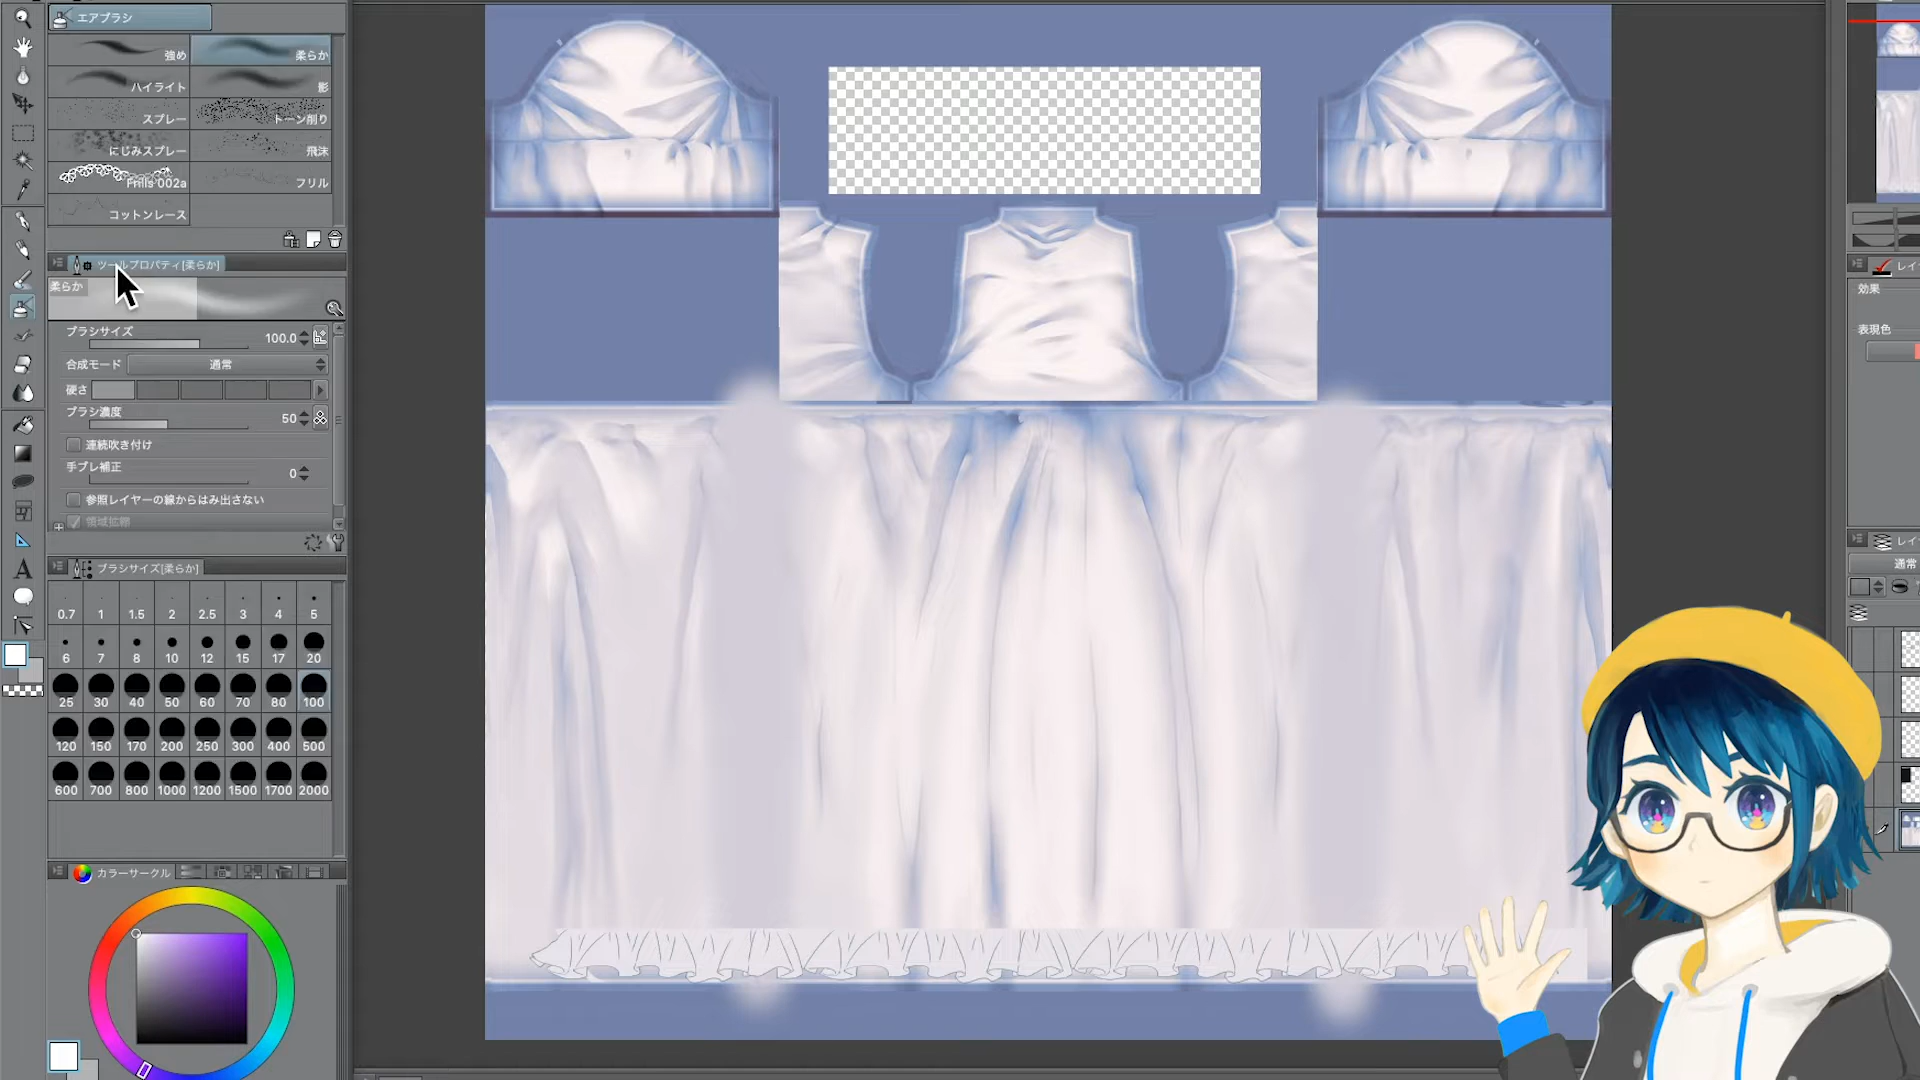 エアブラシ
強め
柔らか
ハイライト
影
スプレー
トーン削り
にじみスプレー
飛沫
Frills 002a
フリル
コットンレース
ツールプロパティ[柔らか]
柔らか
ブラシサイズ
100.0
合成モード
通常
硬さ
ブラシ濃度
50
連続吹き付け
手ブレ補正
0
参照レイヤーの線からはみ出さない
領域拡縮
ブラシサイズ[柔らか]
0.7 1 1.5 2 2.5 3 4 5
6 7 8 10 12 15 17 20
25 30 40 50 60 70 80 100
120 150 170 200 250 300 400 500
600 700 800 1000 1200 1500 1700 2000
カラーサークル
レイ
効果
表現色
レイ
通常